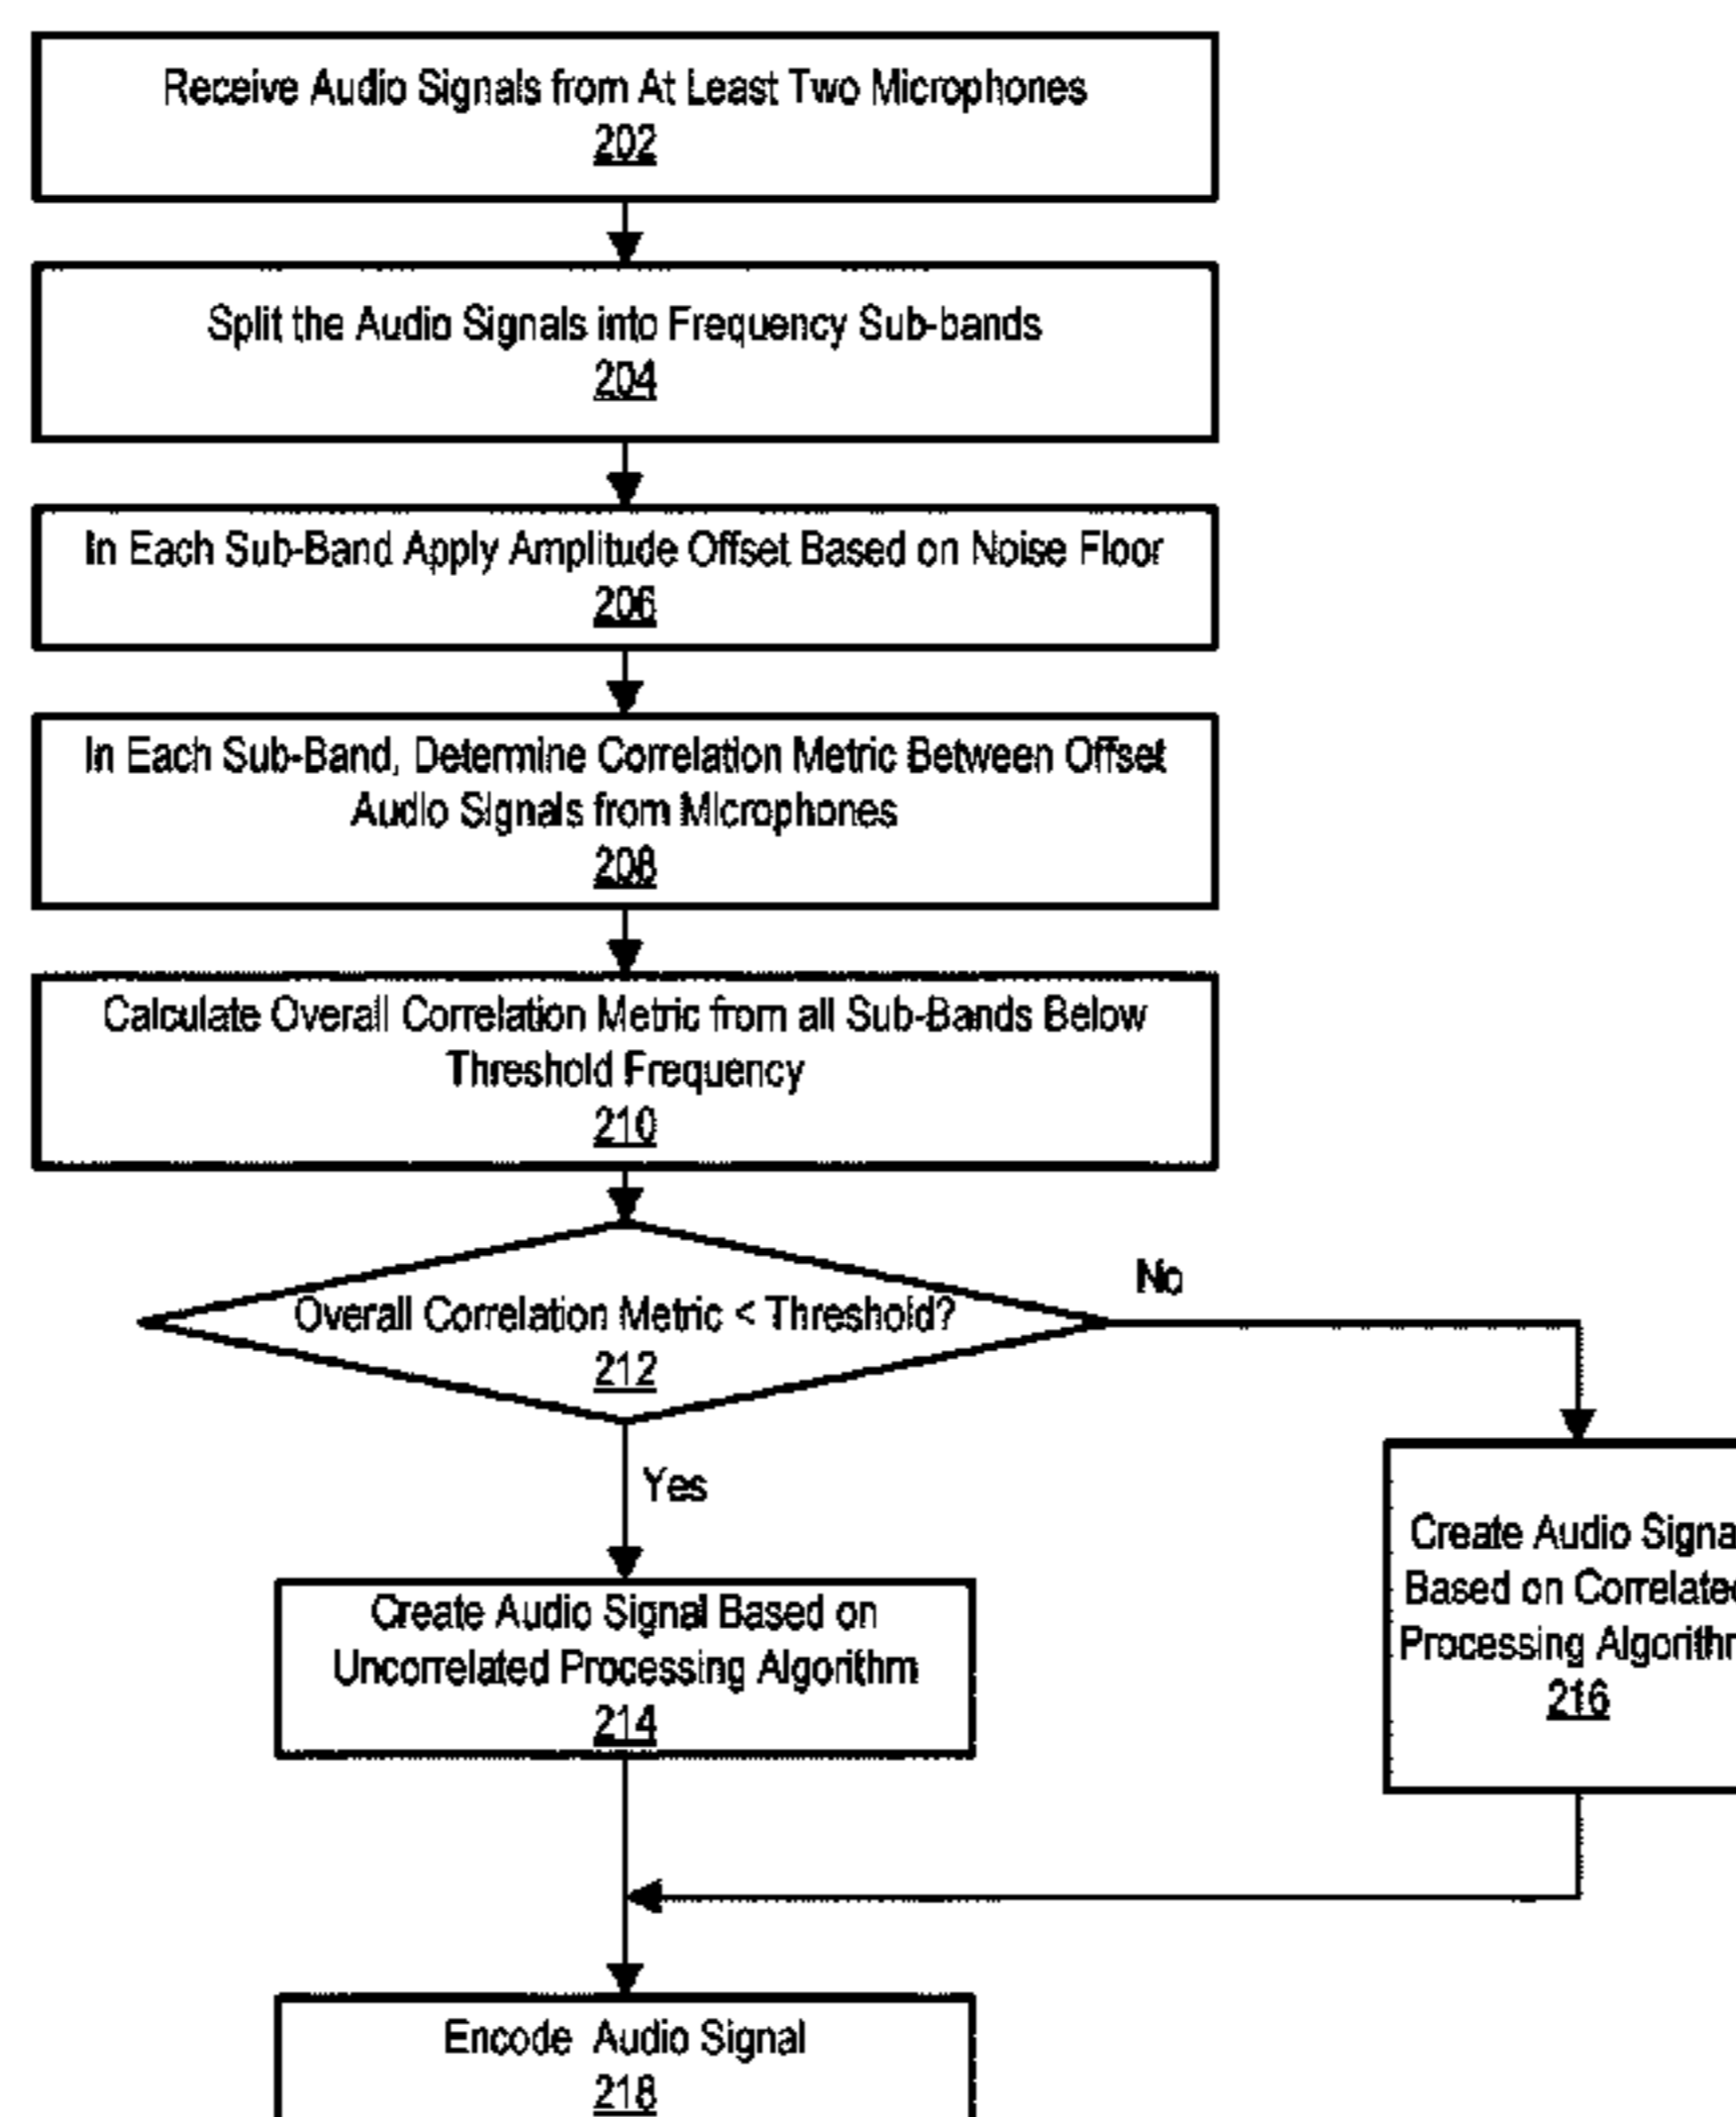 Receive Audio Signals from At Least Two Microphones
202
Split the Audio Signals into Frequency Sub-bands
204
In Each Sub-Band Apply Amplitude Offset Based on Noise Floor
206
In Each Sub-Band, Determine Correlation Metric Between Offset
Audio Signals from Microphones
208
Calculate Overall Correlation Metric from all Sub-Bands Below
Threshold Frequency
210
Overall Correlation Metric < Threshold?
212
No
Yes
Create Audio Signal Based on
Uncorrelated Processing Algorithm
214
Create Audio
Based on
Processing
216
Encode Audio Signal
218